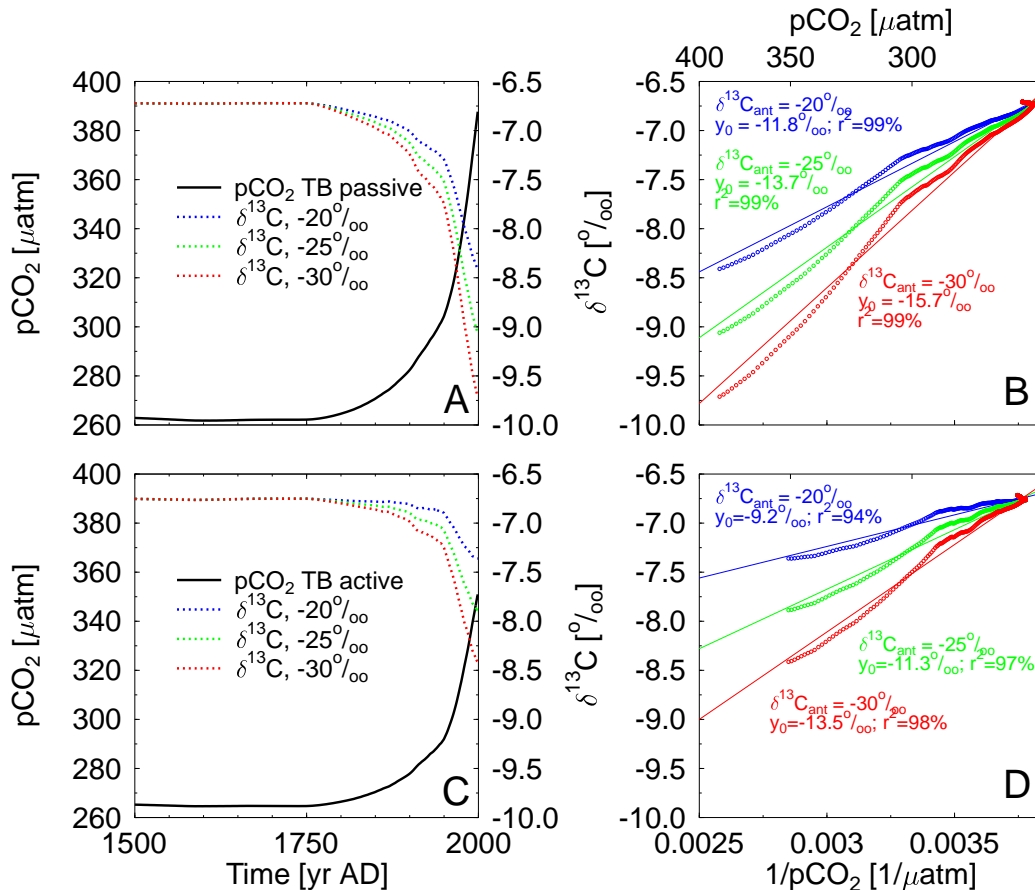 pCO2 [μatm]
400 350 300
400
380
360
340
320
300
280
260
pCO2 [μatm]
-6.5
-7.0
-7.5
-8.0
-8.5
-9.0
-9.5
-10.0
pCO2 TB passive
δ13C, -20o/oo
δ13C, -25o/oo
δ13C, -30o/oo
A
δ13C [o/oo]
-6.5
-7.0
-7.5
-8.0
-8.5
-9.0
-9.5
-10.0
δ13Cant = -20o/oo
y0 = -11.8o/oo; r2=99%
δ13Cant = -25o/oo
y0 = -13.7o/oo
r2=99%
δ13Cant = -30o/oo
y0 = -15.7o/oo
r2=99%
B
400
380
360
340
320
300
280
260
pCO2 [μatm]
-6.5
-7.0
-7.5
-8.0
-8.5
-9.0
-9.5
-10.0
pCO2 TB active
δ13C, -20o/oo
δ13C, -25o/oo
δ13C, -30o/oo
C
1500 1750 2000
Time [yr AD]
δ13C [o/oo]
-6.5
-7.0
-7.5
-8.0
-8.5
-9.0
-9.5
-10.0
δ13Cant = -20o/oo
y0=-9.2o/oo; r2=94%
δ13Cant = -25o/oo
y0=-11.3o/oo; r2=97%
δ13Cant = -30o/oo
y0=-13.5o/oo; r2=98%
D
0.0025 0.003 0.0035
1/pCO2 [1/μatm]